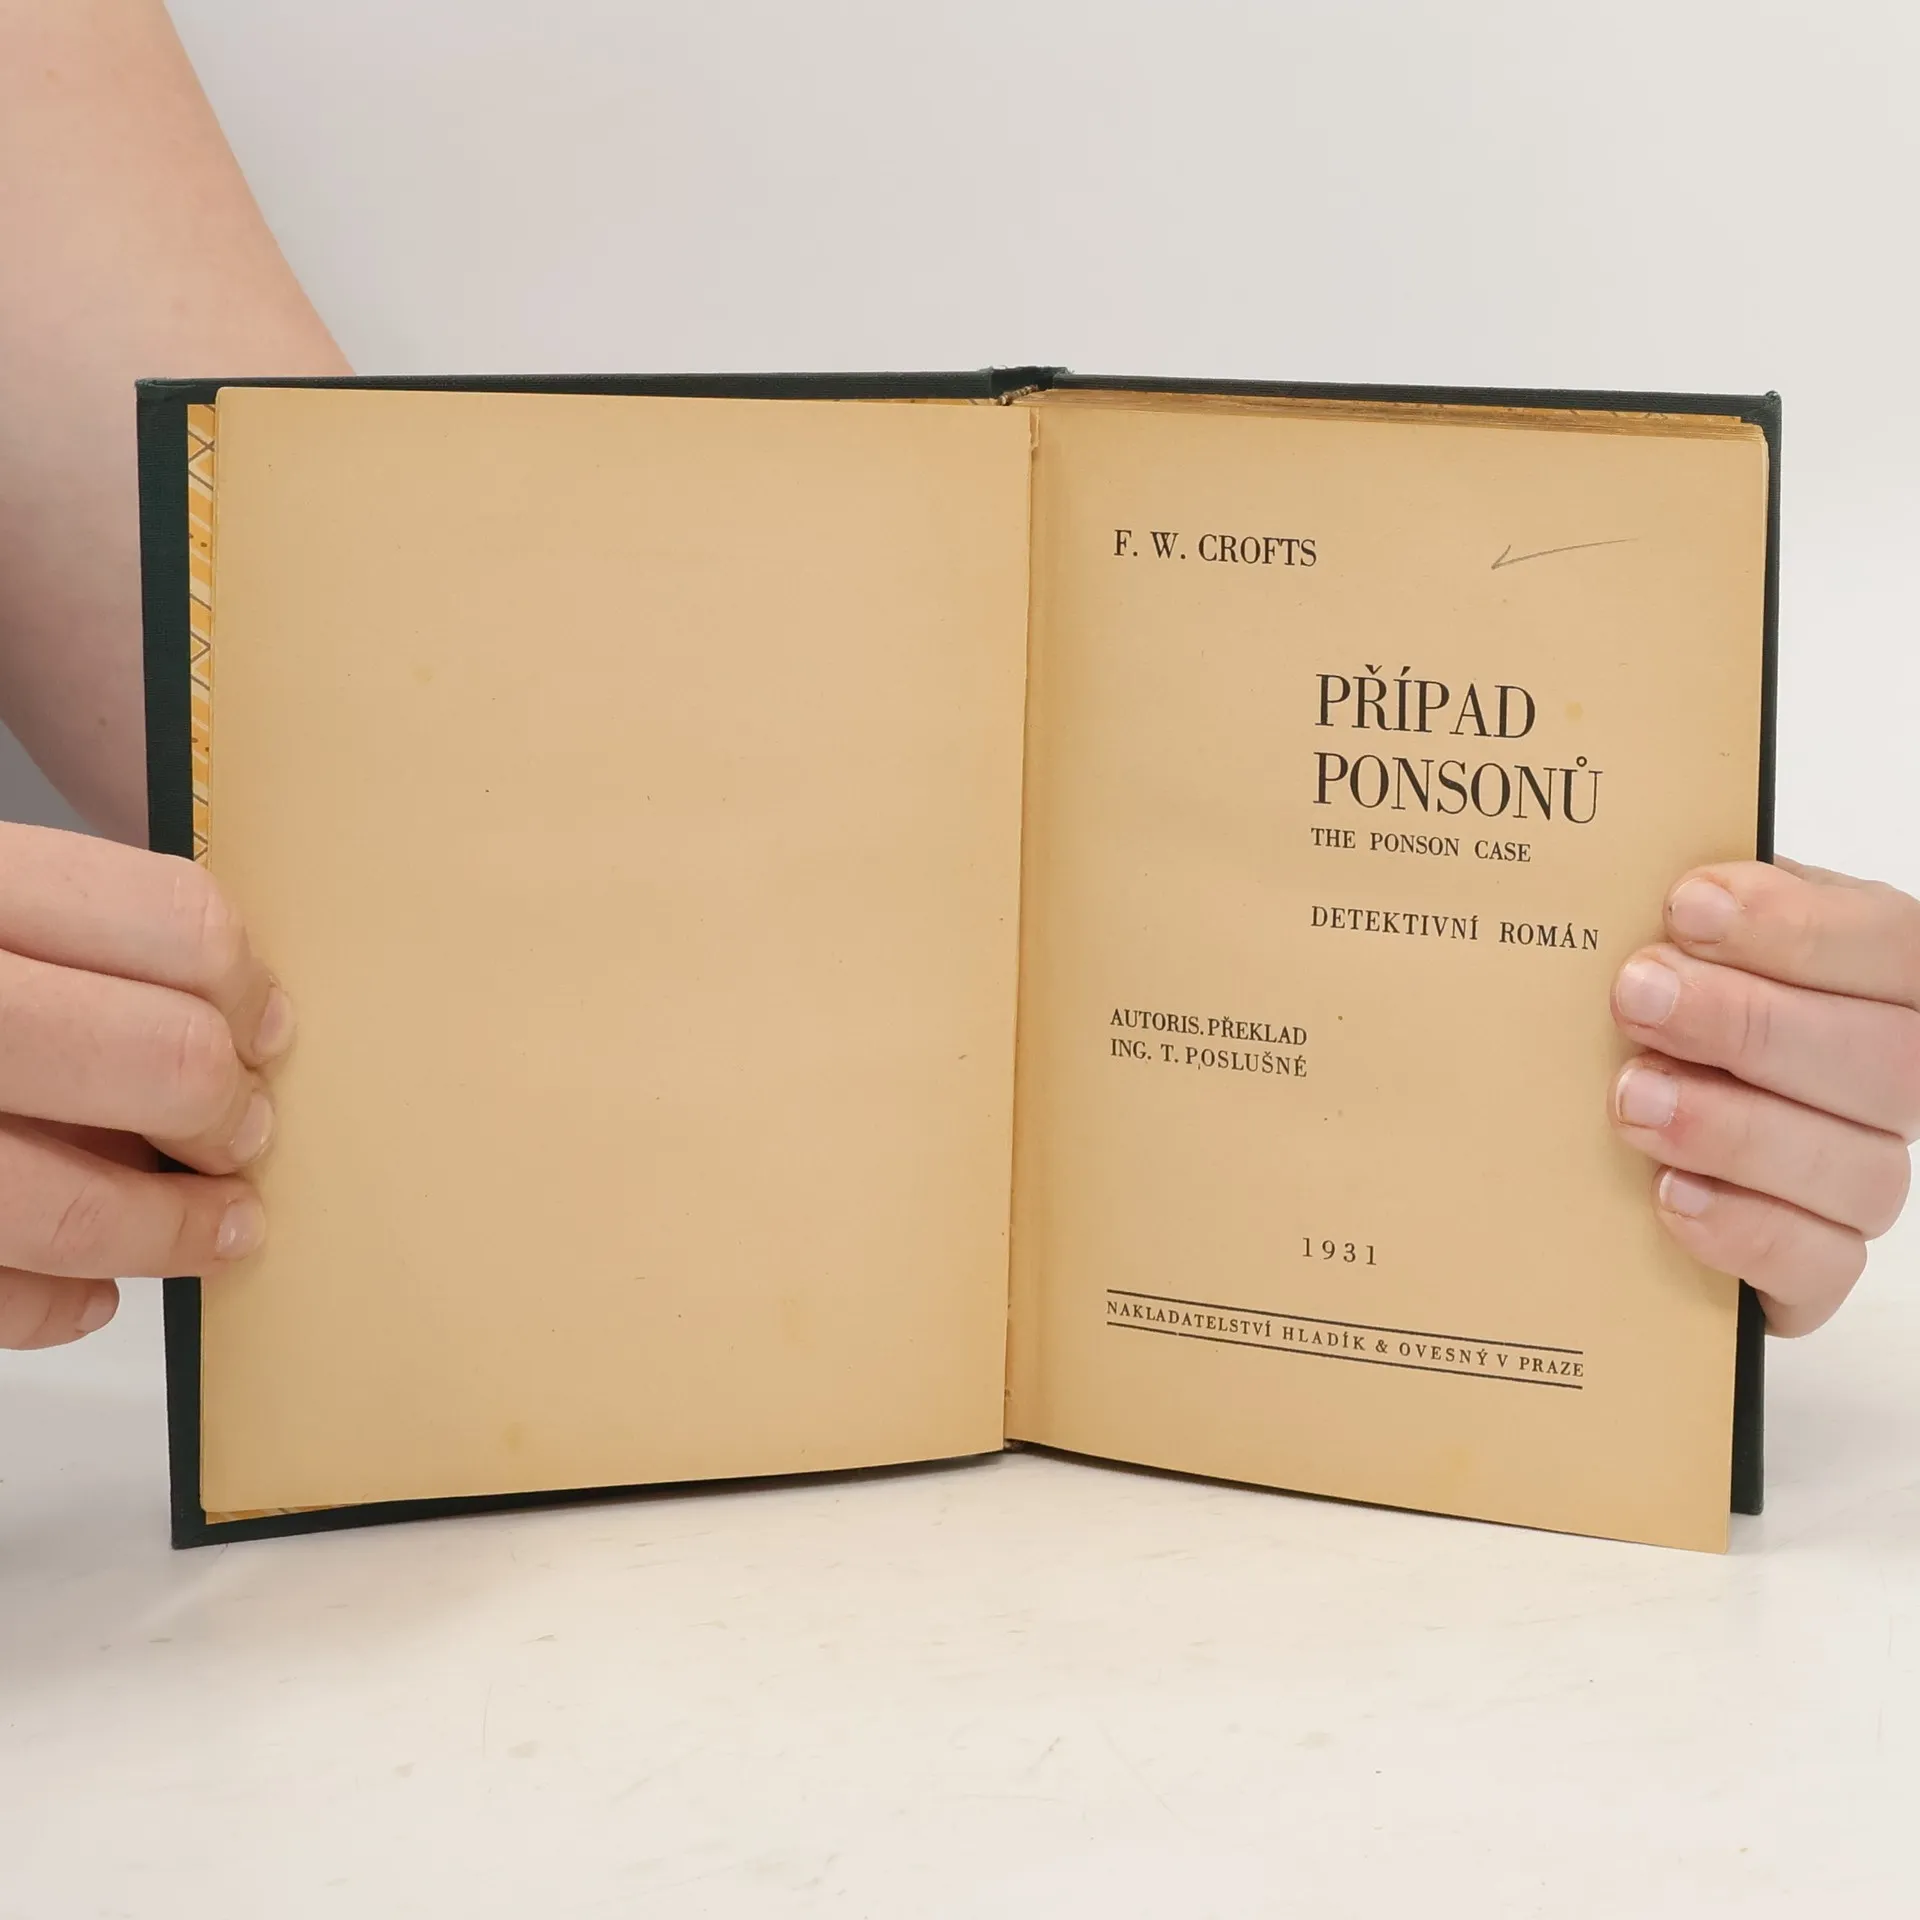 F. W. CROFTS
PŘÍPAD
PONSONŮ
THE PONSON CASE
DETEKTIVNÍ ROMÁN
AUTORIS. PŘEKLAD
ING. T. POSLUŠNÉ
1931
NAKLADATELSTVÍ HLADÍK & OVESNÝ V PRAZE